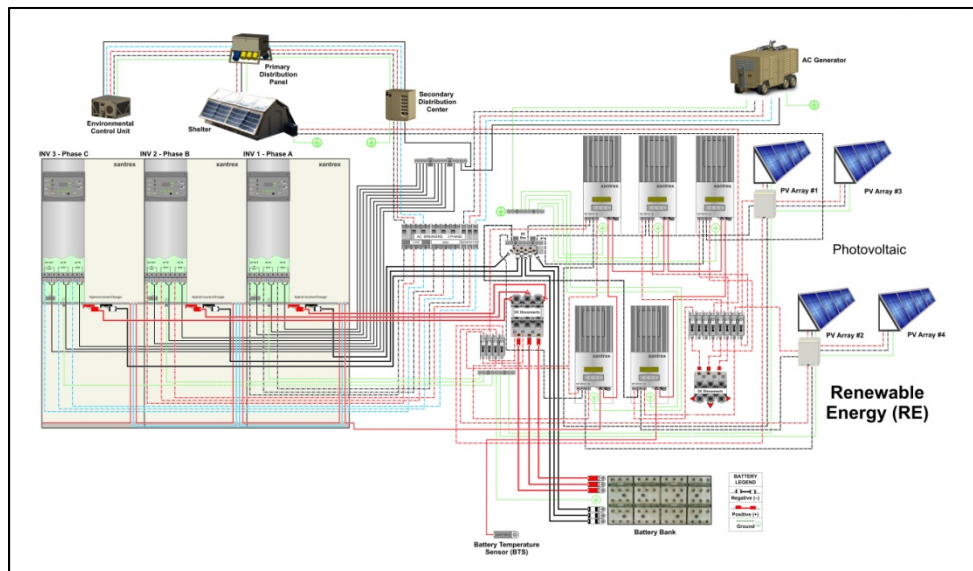 AC Generator
Primary
Distribution
Panel
Secondary
Distribution
Center
Environmental
Control Unit
Shelter
INV 3 - Phase C
INV 2 - Phase B
INV 1 - Phase A
xantrex
xantrex
xantrex
xantrex
xantrex
xantrex
PV Array #1
PV Array #3
Photovoltaic
DC Disconnects
xantrex
xantrex
PV Array #2
PV Array #4
DC Disconnects
Renewable
Energy (RE)
BATTERY
LEGEND
Negative (–)
Positive (+)
Ground
Battery Temperature
Sensor (BTS)
Battery Bank